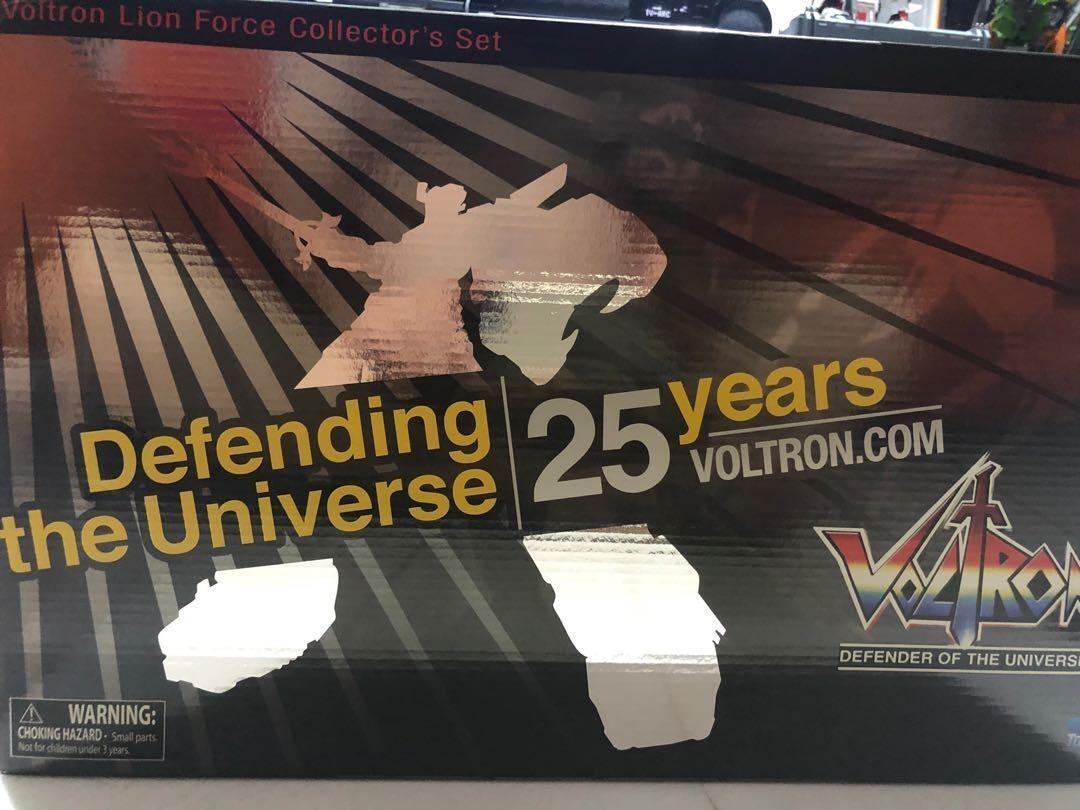 Voltron Lion Force Collector's Set
Defending
the Universe
25 years
VOLTRON.COM
VOLTRON
DEFENDER OF THE UNIVERSE
WARNING:
CHOKING HAZARD - Small parts.
Not for children under 3 years.